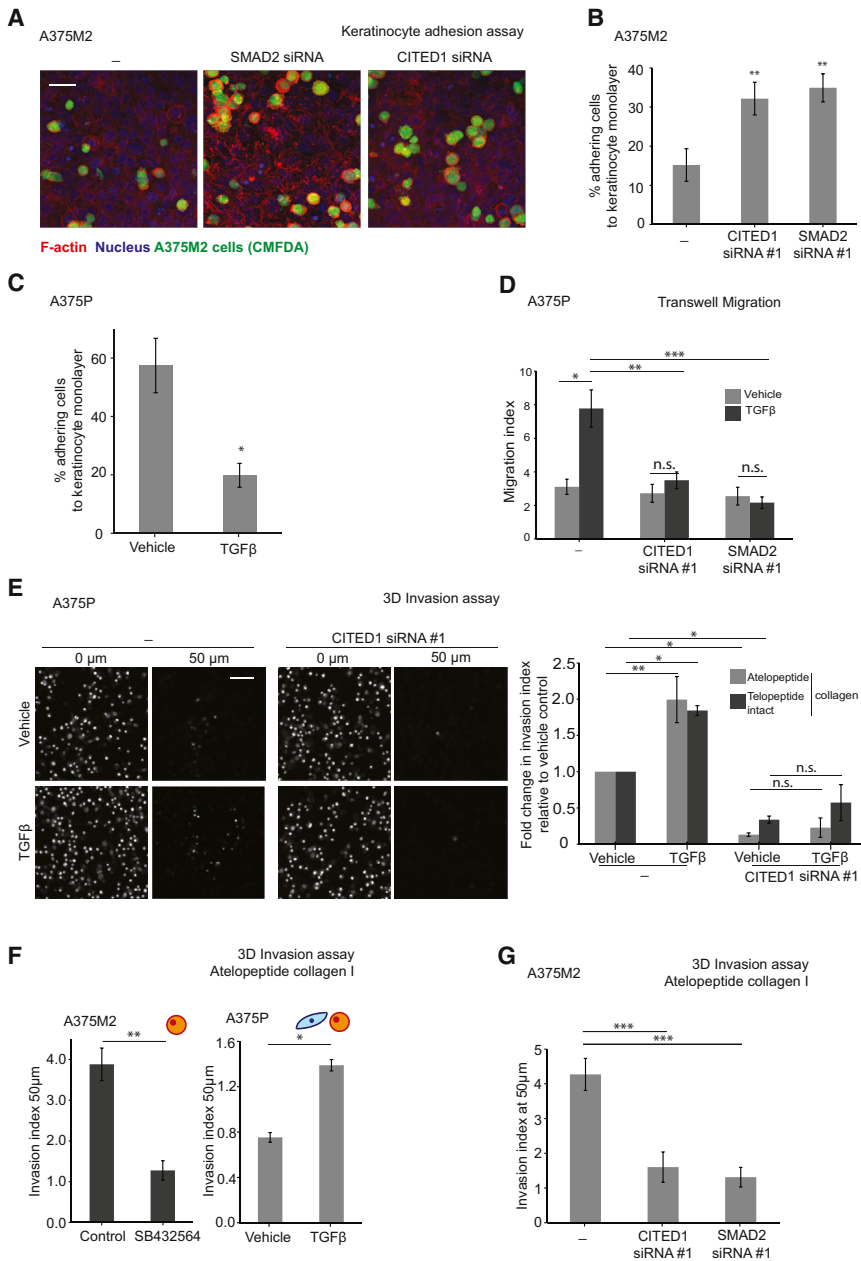 A
A375M2
Keratinocyte adhesion assay
–
SMAD2 siRNA
CITED1 siRNA
F-actin Nucleus A375M2 cells (CMFDA)
B
A375M2
% adhering cells
to keratinocyte monolayer
40
30
20
10
0
**
**
–
CITED1
siRNA #1
SMAD2
siRNA #1
C
A375P
% adhering cells
to keratinocyte monolayer
60
40
20
0
*
Vehicle
TGFβ
D
A375P
Transwell Migration
Migration index
10
8
6
4
2
0
***
**
*
n.s.
n.s.
Vehicle
TGFβ
–
CITED1
siRNA #1
SMAD2
siRNA #1
E
A375P
3D Invasion assay
–
CITED1 siRNA #1
0 µm
50 µm
0 µm
50 µm
Vehicle
TGFβ
Fold change in invasion index
relative to vehicle control
2.5
2.0
1.5
1.0
0.5
0
*
*
*
**
n.s.
n.s.
Atelopeptide
Telopeptide
intact
collagen
Vehicle
TGFβ
Vehicle
TGFβ
–
CITED1 siRNA #1
F
3D Invasion assay
Atelopeptide collagen I
A375M2
Invasion index 50µm
4.0
3.0
2.0
1.0
0.0
**
Control
SB432564
A375P
Invasion index 50µm
1.6
1.2
0.8
0.4
0.0
*
Vehicle
TGFβ
G
A375M2
3D Invasion assay
Atelopeptide collagen I
Invasion index at 50µm
5
4
3
2
1
0
***
***
–
CITED1
siRNA #1
SMAD2
siRNA #1